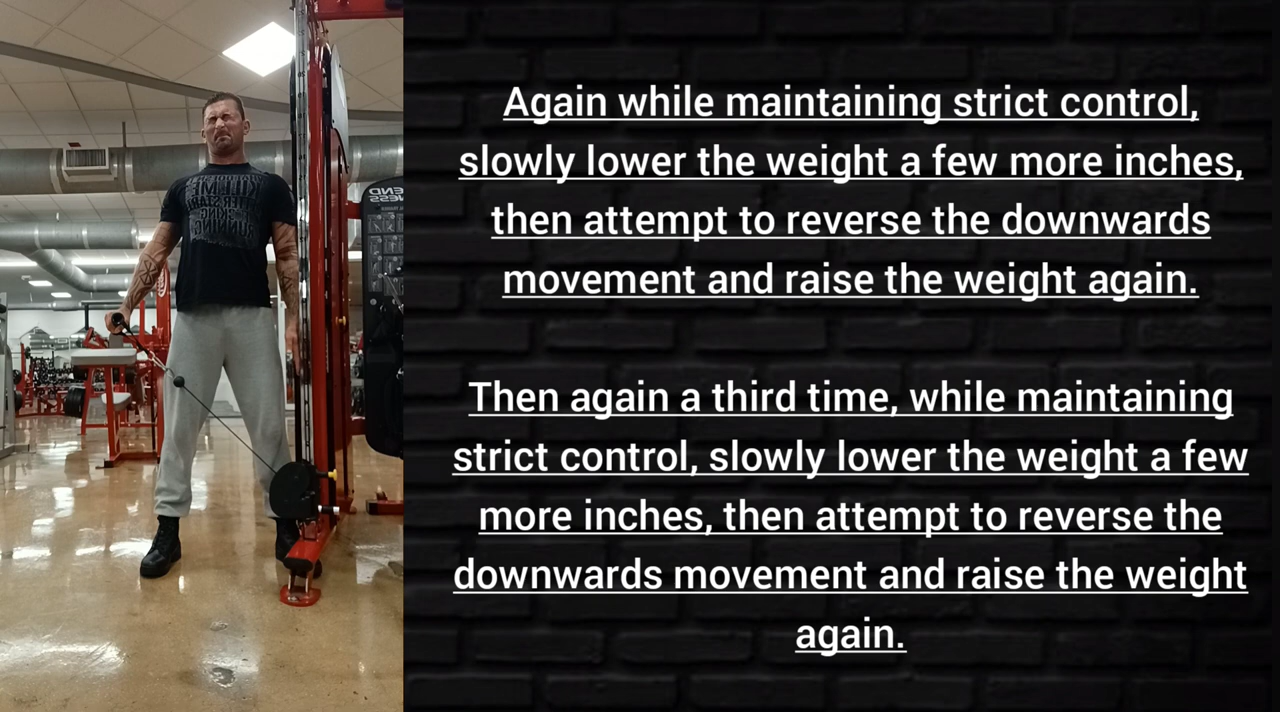 Again while maintaining strict control,
slowly lower the weight a few more inches,
then attempt to reverse the downwards
movement and raise the weight again.
Then again a third time, while maintaining
strict control, slowly lower the weight a few
more inches, then attempt to reverse the
downwards movement and raise the weight
again.